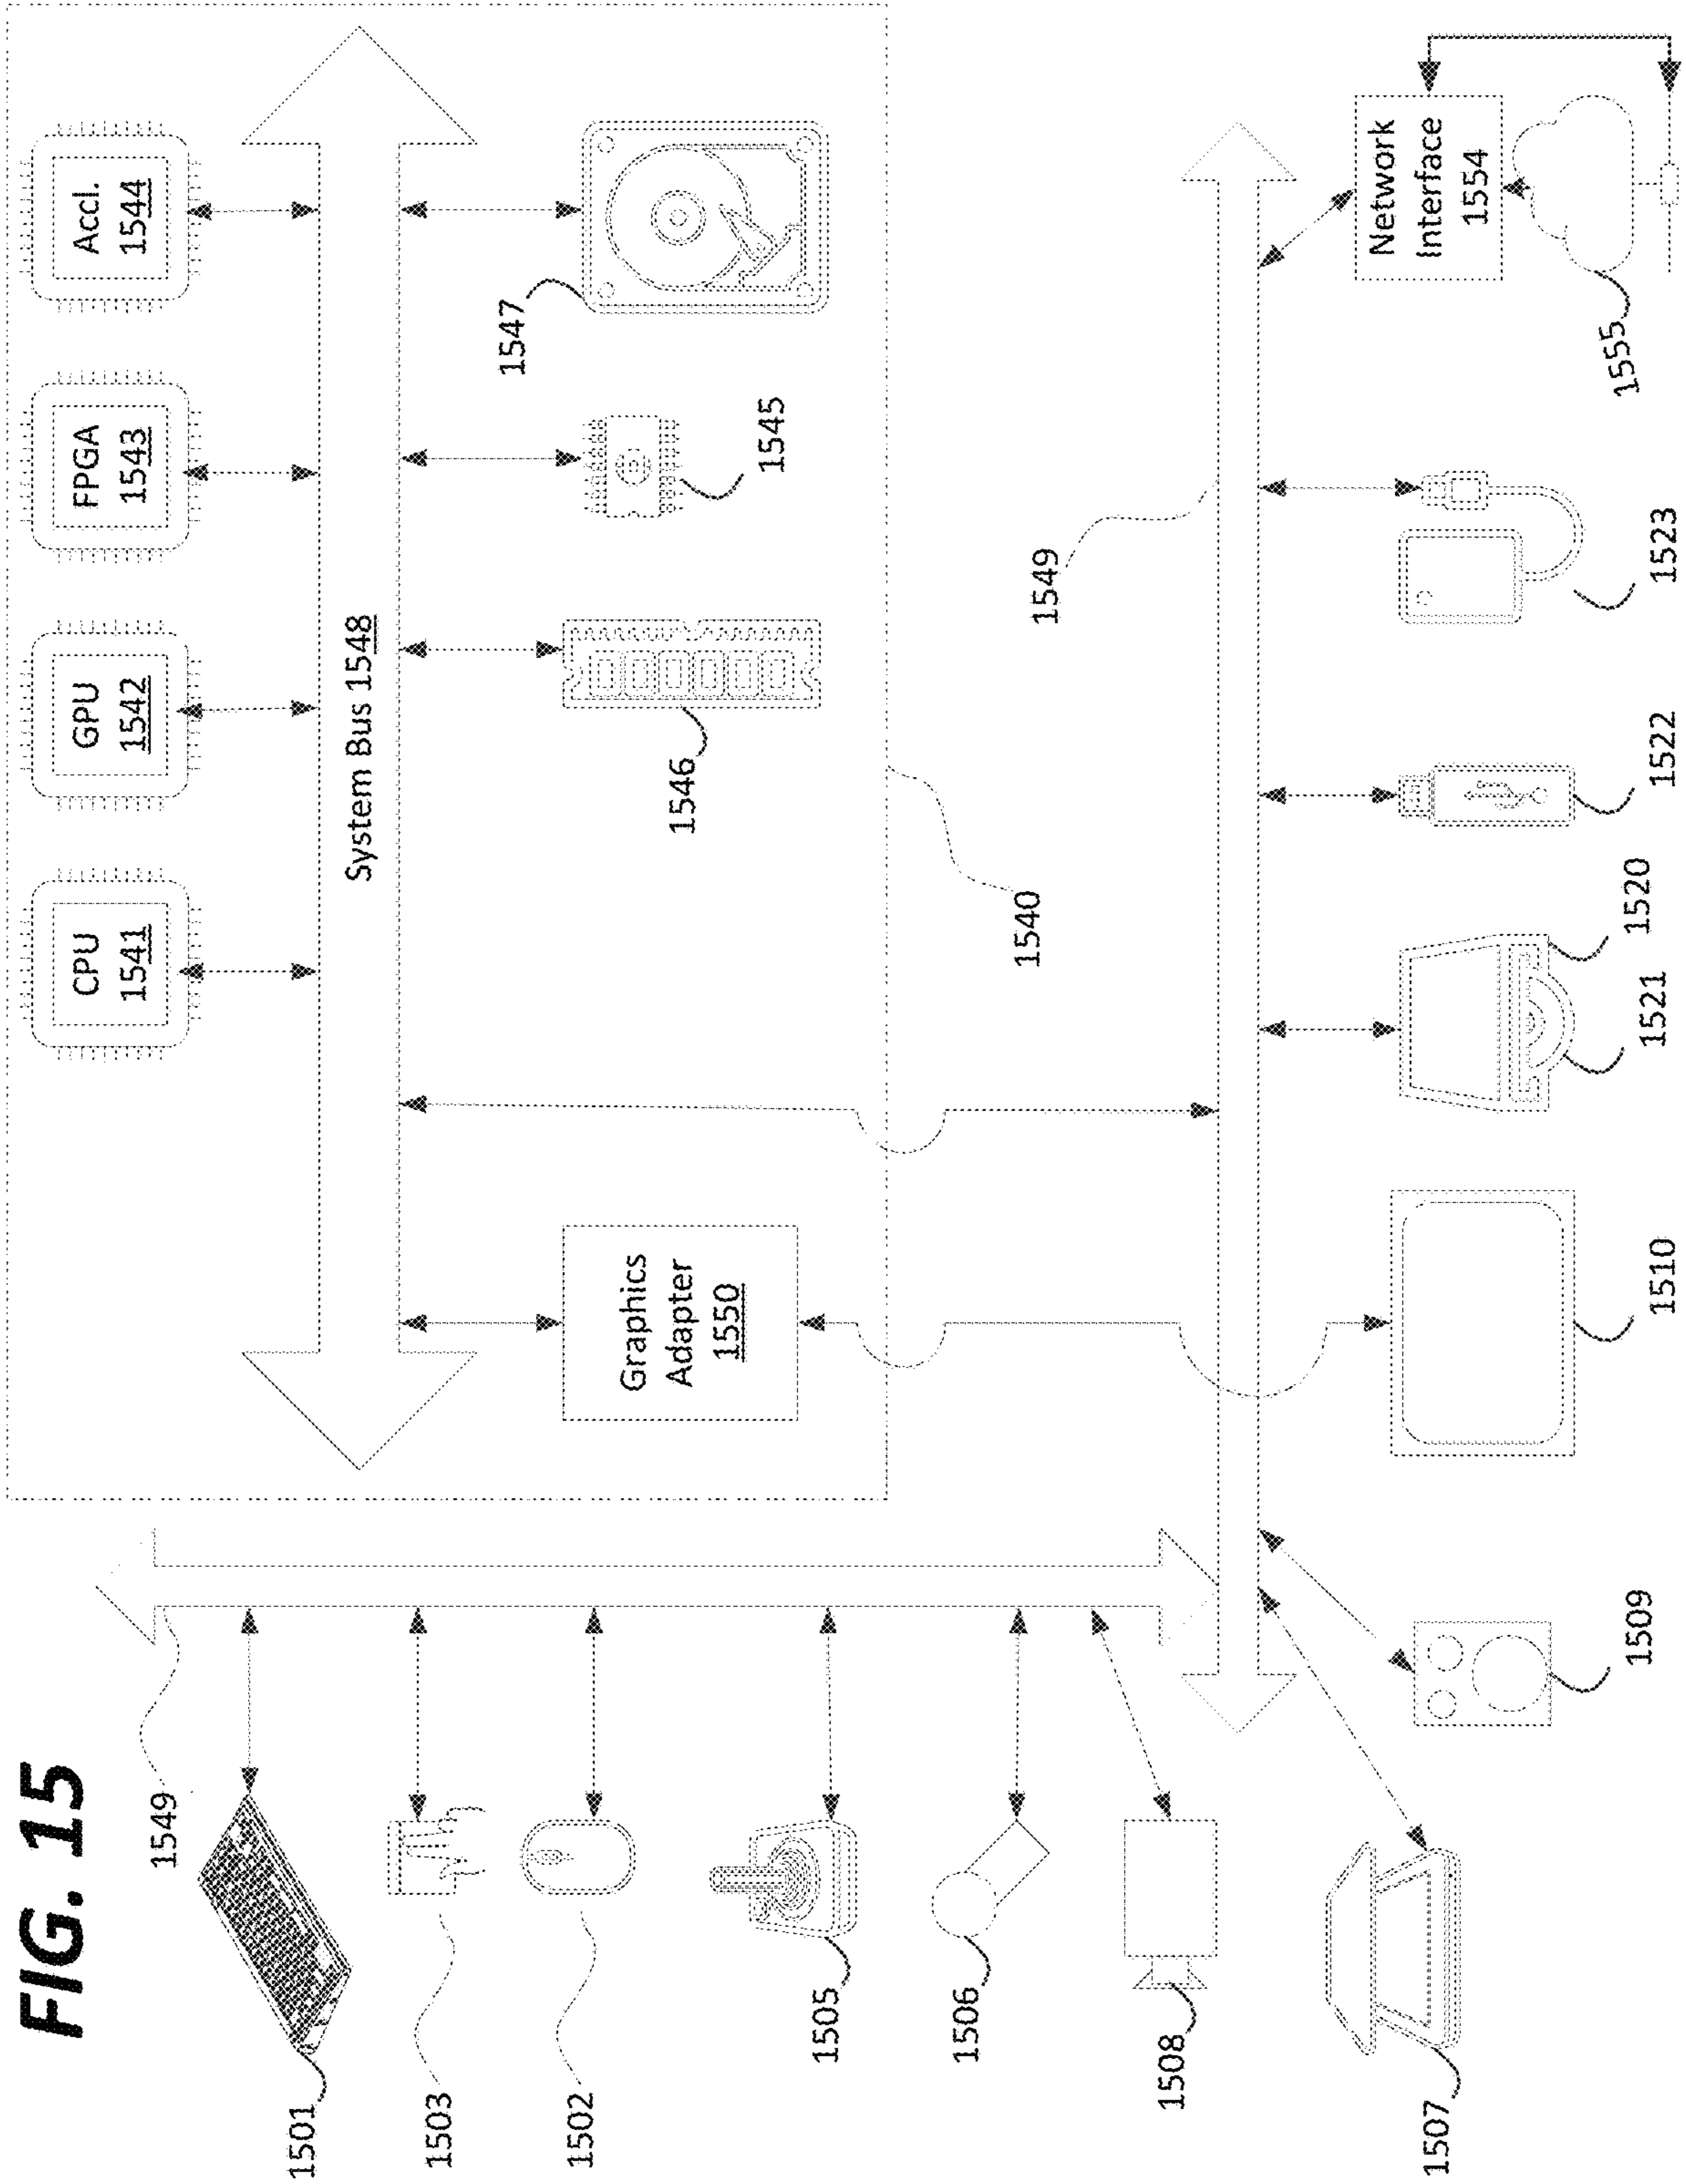 FIG. 15
1549
1501
1503
1502
1505
1506
1508
1507
CPU
1541
GPU
1542
FPGA
1543
Accl.
1544
System Bus 1548
Graphics
Adapter
1550
1546
1545
1547
1540
1549
1509
1510
1521
1520
1522
1523
Network
Interface
1554
1555